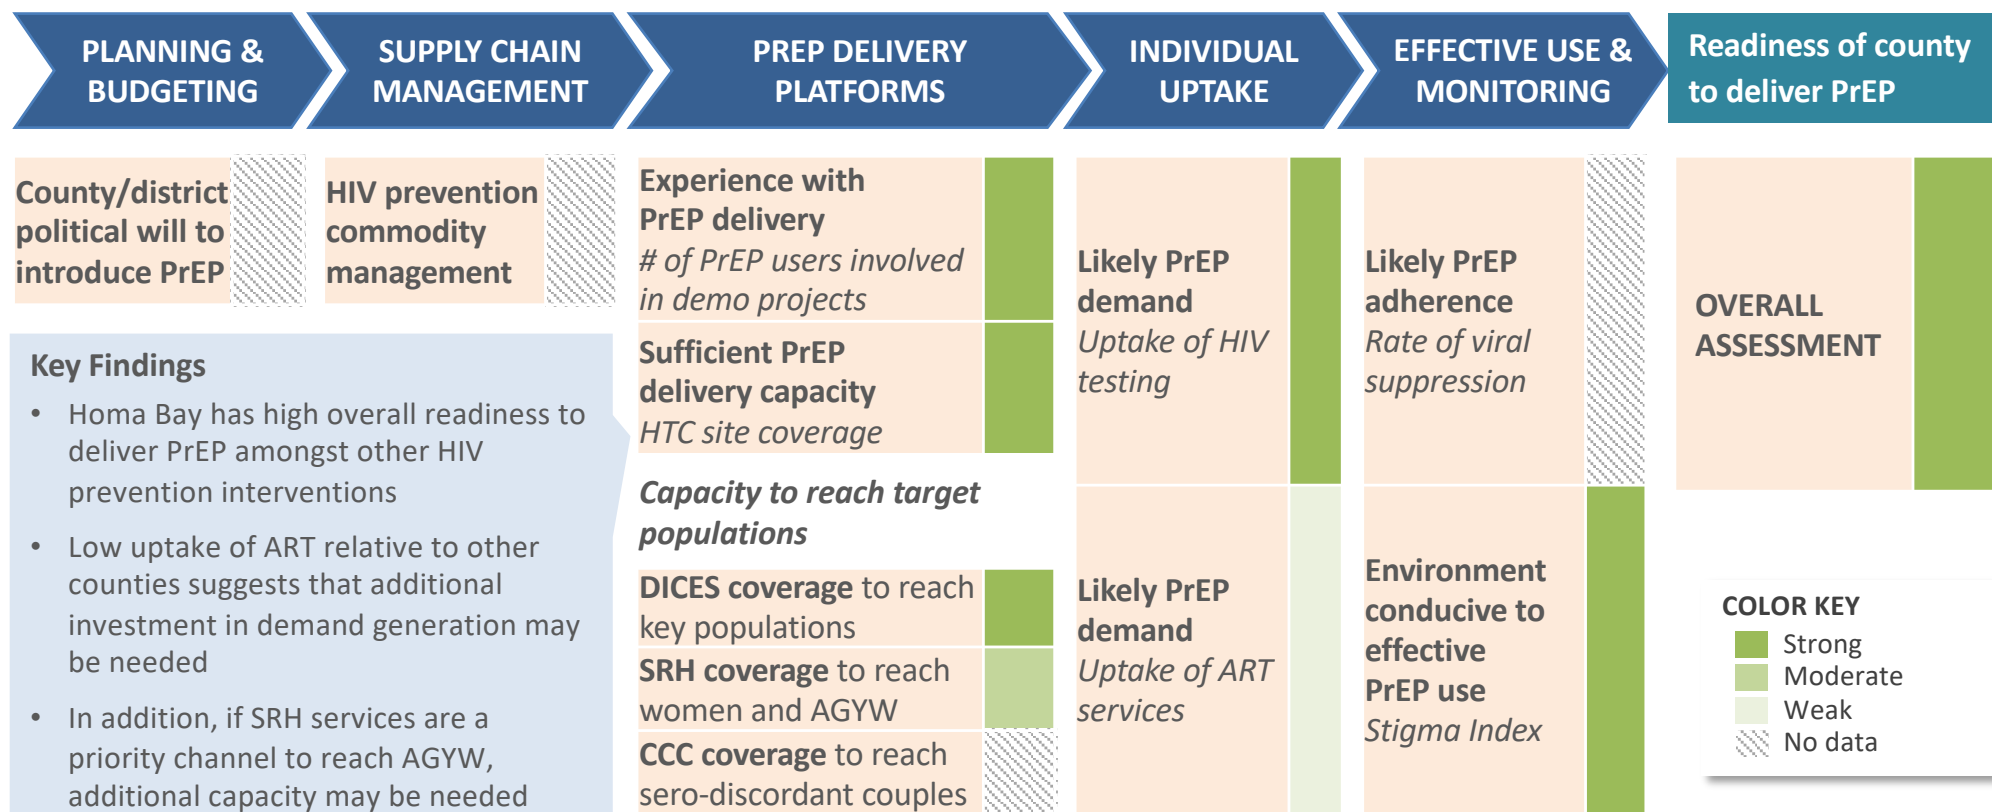 PLANNING &
BUDGETING
SUPPLY CHAIN
MANAGEMENT
PREP DELIVERY
PLATFORMS
INDIVIDUAL
UPTAKE
EFFECTIVE USE &
MONITORING
Readiness of county
to deliver PrEP
County/district
political will to
introduce PrEP
HIV prevention
commodity
management
Key Findings
• Homa Bay has high overall readiness to
deliver PrEP amongst other HIV
prevention interventions
• Low uptake of ART relative to other
counties suggests that additional
investment in demand generation may
be needed
• In addition, if SRH services are a
priority channel to reach AGYW,
additional capacity may be needed
Experience with
PrEP delivery
# of PrEP users involved
in demo projects
Sufficient PrEP
delivery capacity
HTC site coverage
Capacity to reach target
populations
DICES coverage to reach
key populations
SRH coverage to reach
women and AGYW
CCC coverage to reach
sero-discordant couples
Likely PrEP
demand
Uptake of HIV
testing
Likely PrEP
demand
Uptake of ART
services
Likely PrEP
adherence
Rate of viral
suppression
Environment
conducive to
effective
PrEP use
Stigma Index
OVERALL
ASSESSMENT
COLOR KEY
Strong
Moderate
Weak
No data